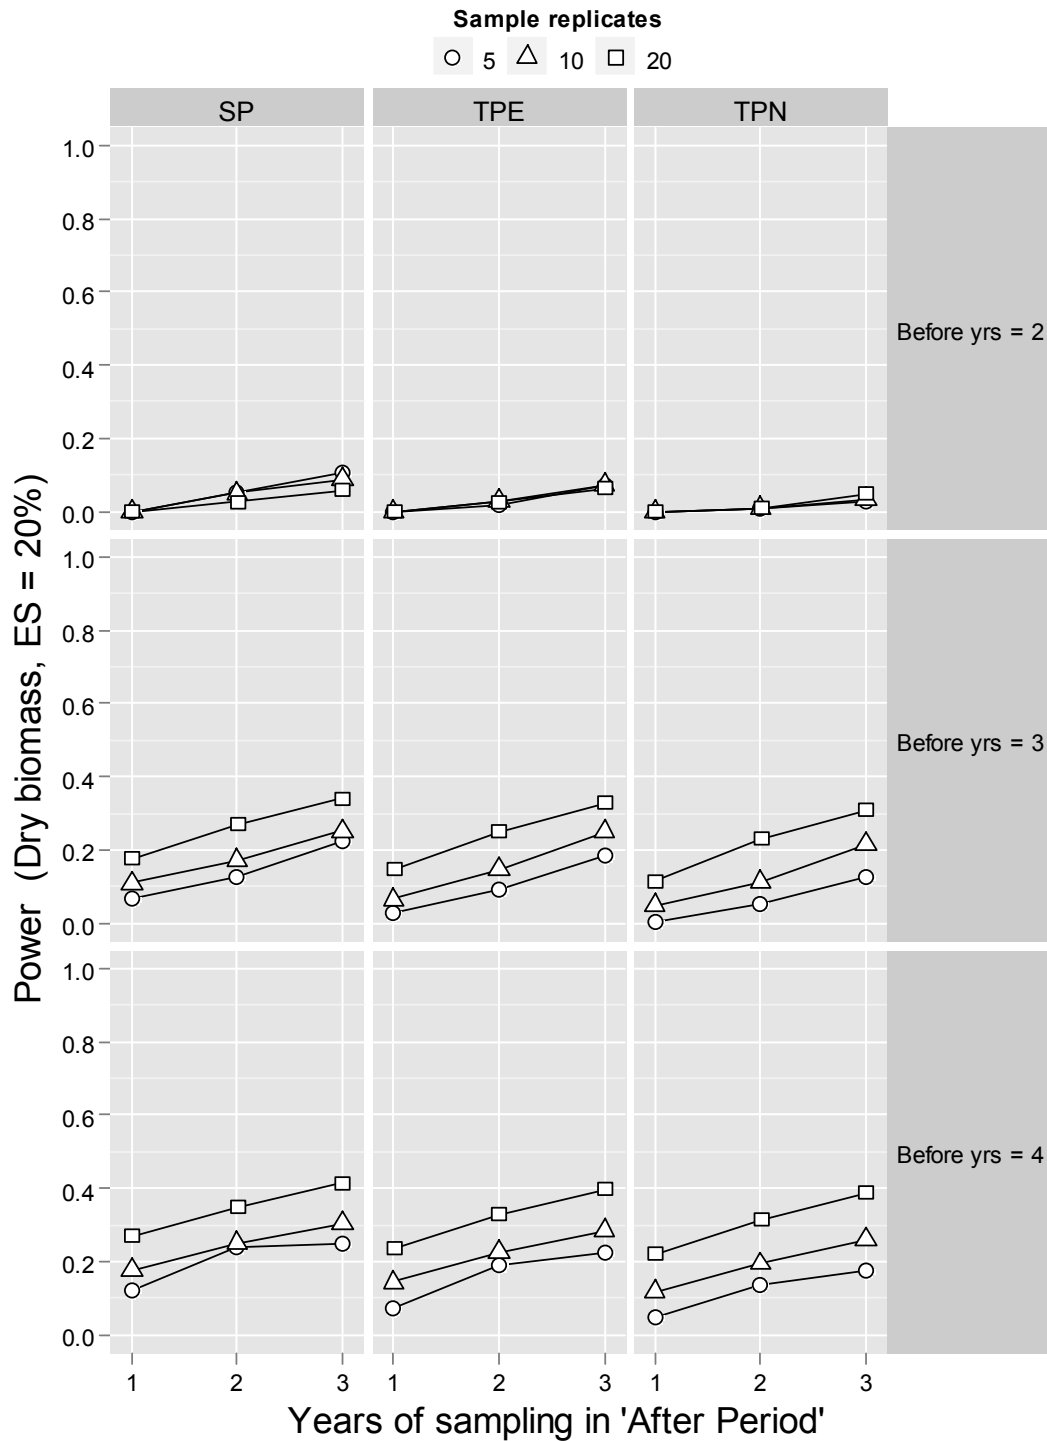 Sample replicates
5 10 20
SP TPE TPN
1.0
0.8
0.6
0.4
0.2
0.0
Before yrs = 2
1.0
0.8
0.6
0.4
0.2
0.0
Before yrs = 3
1.0
0.8
0.6
0.4
0.2
0.0
Before yrs = 4
Power (Dry biomass, ES = 20%)
1 2 3 1 2 3 1 2 3
Years of sampling in 'After Period'